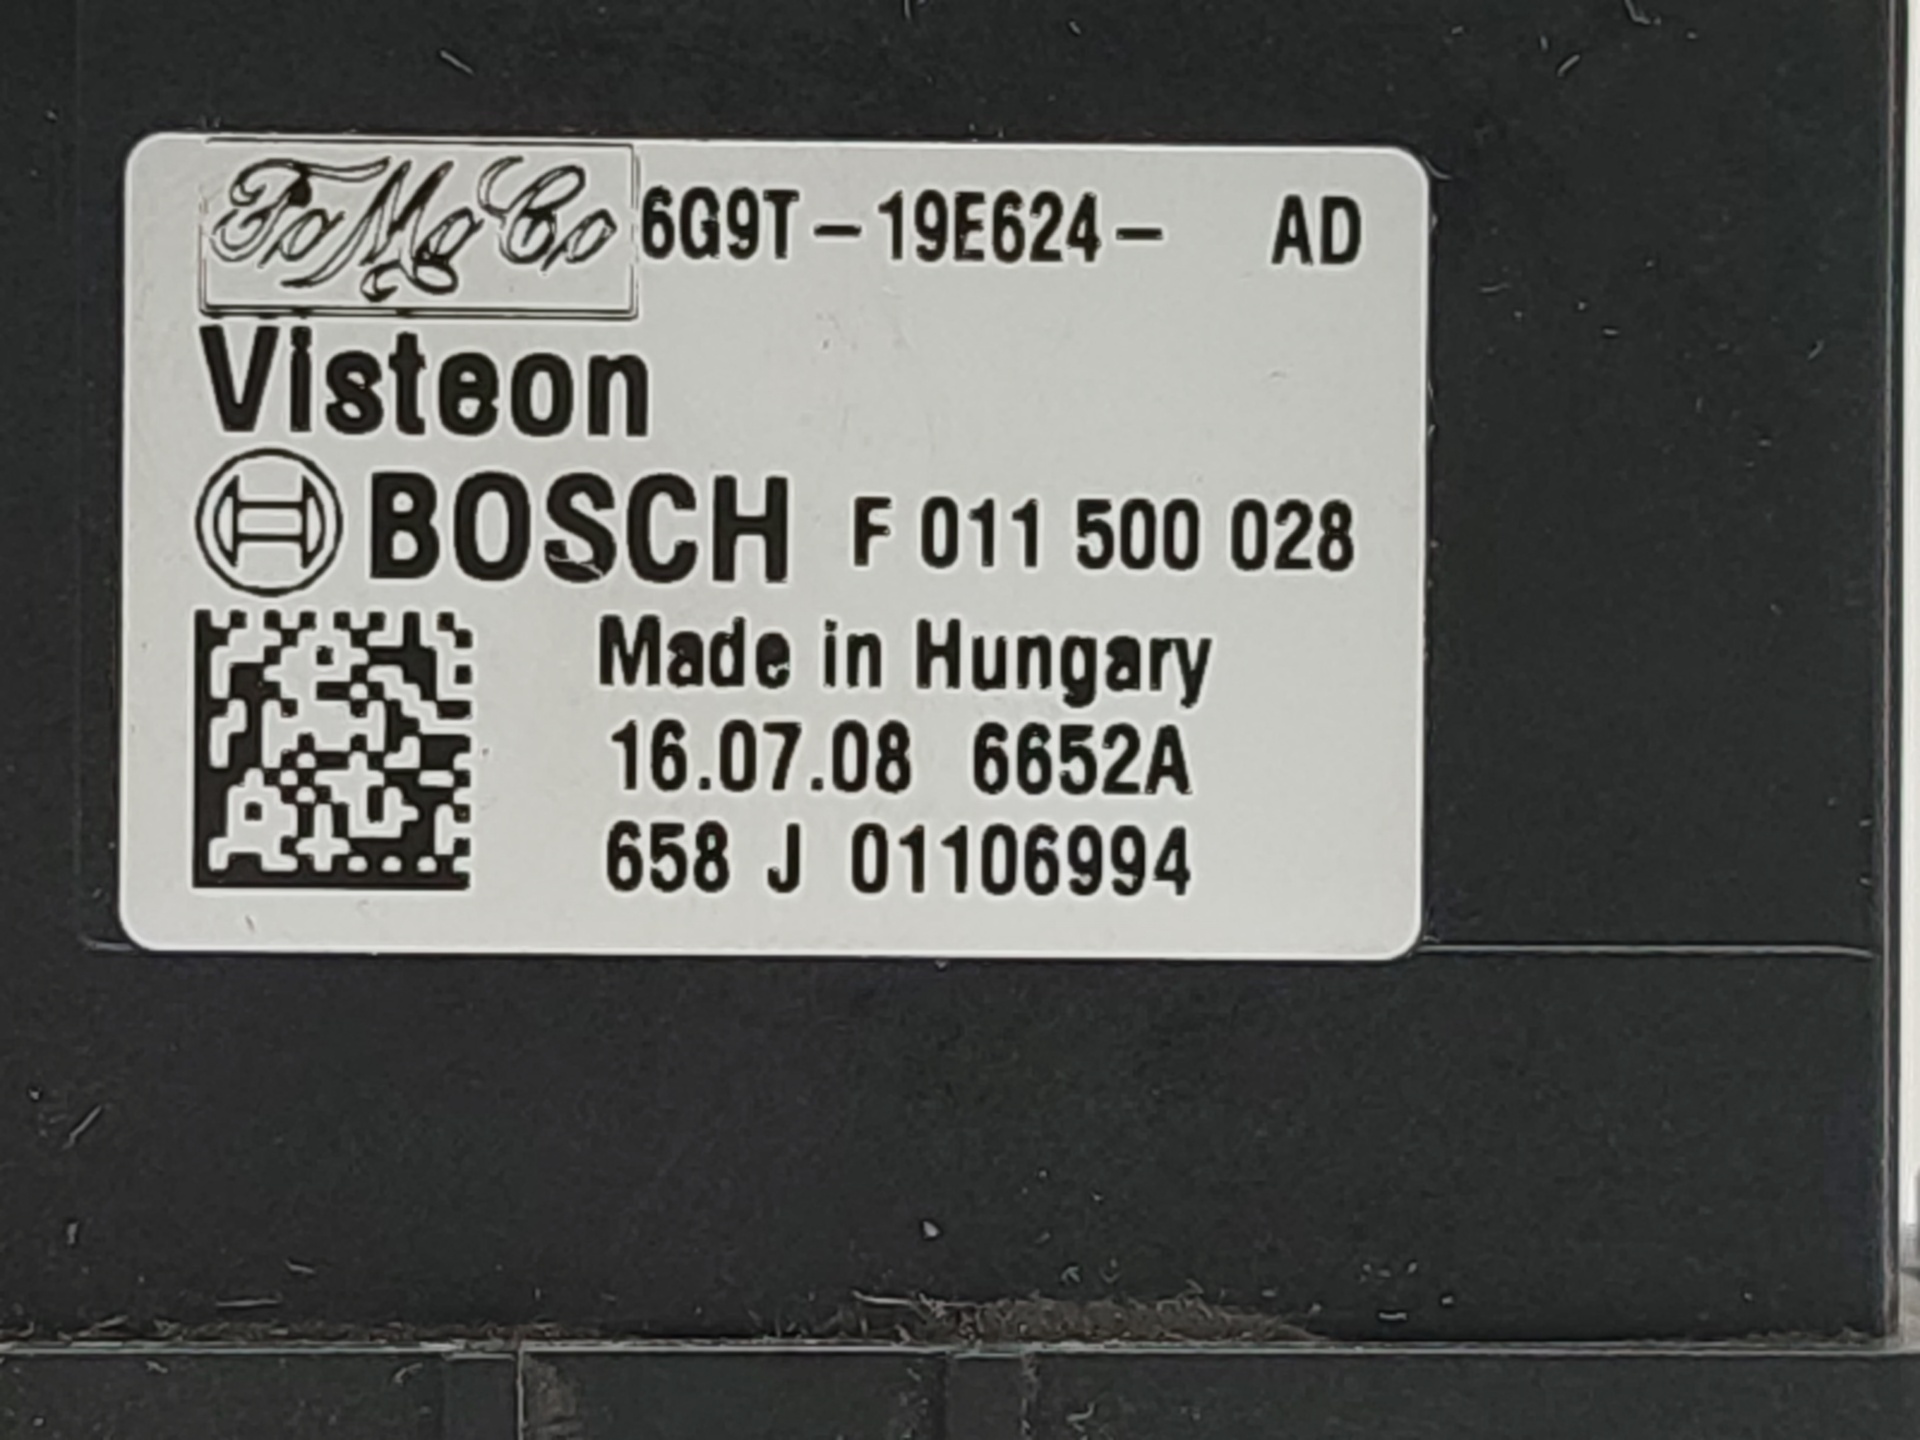 FoMoCo 6G9T-19E624- AD
Visteon
BOSCH F 011 500 028
Made in Hungary
16.07.08 6652A
658 J 01106994